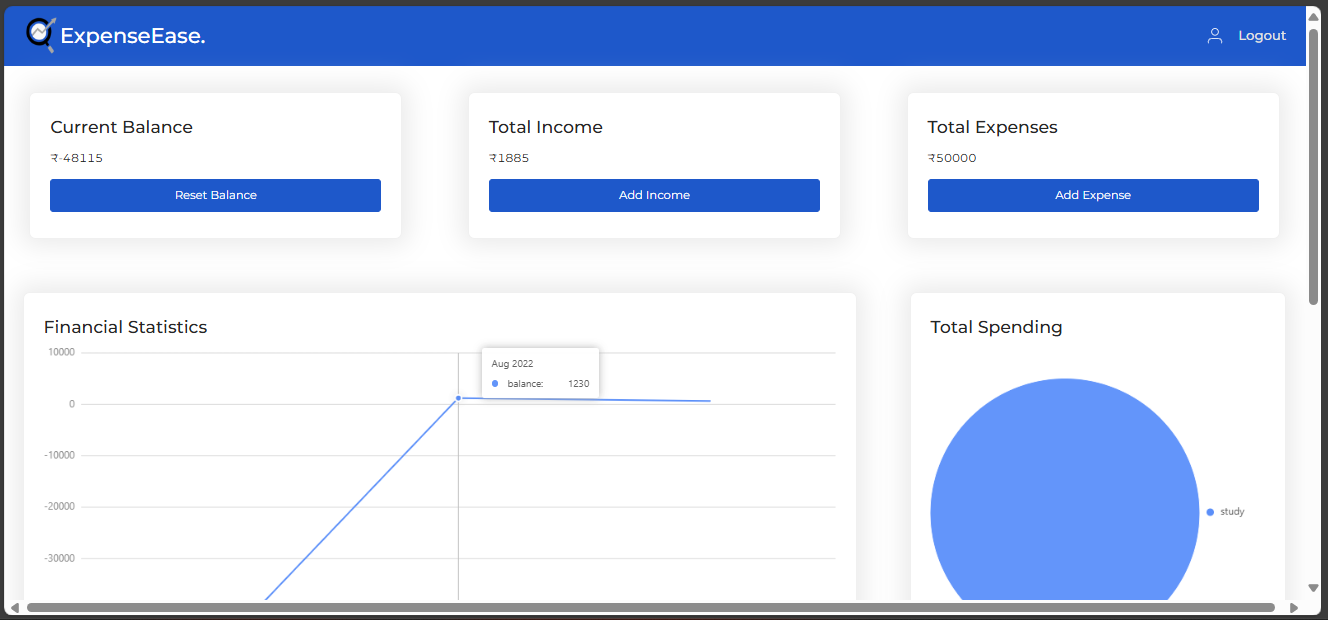 ExpenseEase.
Logout
Current Balance
₹-48115
Reset Balance
Total Income
₹1885
Add Income
Total Expenses
₹50000
Add Expense
Financial Statistics
10000
0
-10000
-20000
-30000
Aug 2022
balance: 1230
Total Spending
study